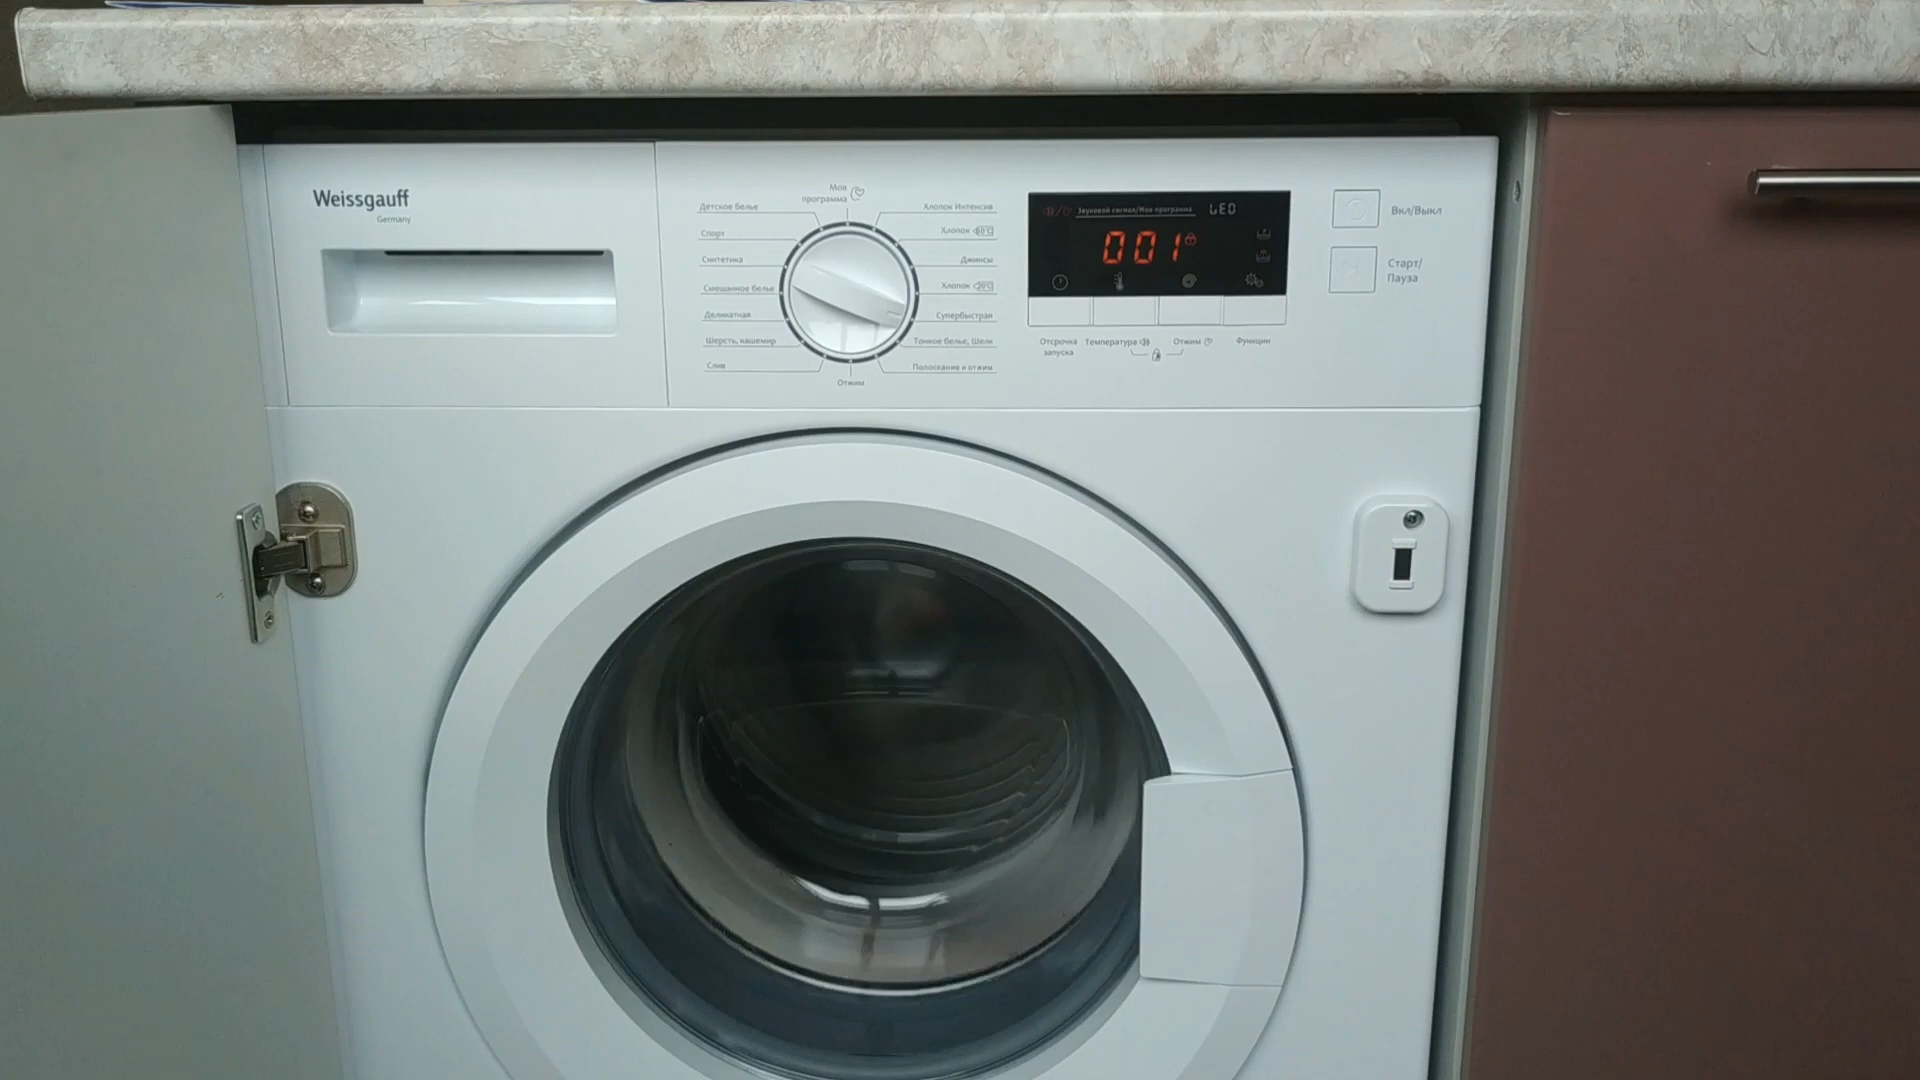 Weissgauff
Germany
Моя
программа
Детское белье
Спорт
Синтетика
Смешанное белье
Деликатная
Шерсть, кашемир
Слив
Отжим
Хлопок Интенсив
Хлопок 60°C
Джинсы
Хлопок 20°C
Супербыстрая
Тонкое белье, Шелк
Полоскание и отжим
Звуковой сигнал/Моя программа
LED
001
Отсрочка
запуска
Температура
Отжим
Функции
Вкл/Выкл
Старт/
Пауза